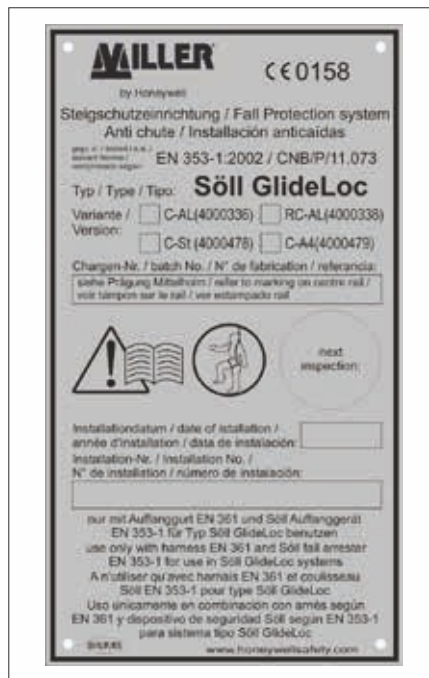 MILLER
by Honeywell
CE0158
Steigschutzeinrichtung / Fall Protection system
Anti chute / Installación anticaídas
EN 353-1:2002 / CNB/P/11.073
Typ / Type / Tipo: Söll GlideLoc
Variante /
Version:
C-AL(4000336) RC-AL(4000338)
C-St(4000478) C-A4(4000479)
Chargen-Nr. / batch No. / N° de fabrication / referancia:
siehe Prägung Mittelholm / refer to marking on centre rail /
voir tampon sur le rail / ver estampado rail
next
inspection:
Installationdatum / date of istallation /
année d'installation / data de instalación:
Installation-Nr. / Installation No. /
N° de installation / número de instalación:
nur mit Auffanggurt EN 361 und Söll Auffanggerät
EN 353-1 für Typ Söll GlideLoc benutzen
use only with harness EN 361 and Söll fall arrester
EN 353-1 for use in Söll GlideLoc systems
A n'utiliser qu'avec harnais EN 361 et coulisseau
Söll EN 353-1 pour type Söll GlideLoc
Uso únicamente en combinación con arnés según
EN 361 y dispositivo de seguridad Söll según EN 353-1
para sistema tipo Söll GlideLoc
www.honeywellsafety.com